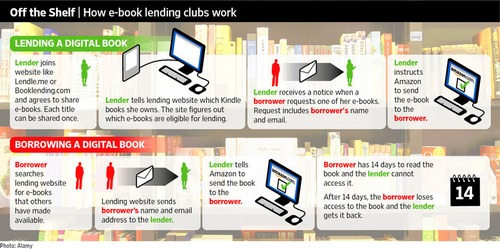 Off the Shelf | How e-book lending clubs work
LENDING A DIGITAL BOOK
Lender joins
website like
Lendle.me or
Booklending.com
and agrees to share
e-books. Each title
can be shared once.
Lender tells lending website which Kindle
books she owns. The site figures out
which e-books are eligible for lending.
Lender receives a notice when a
borrower requests one of her e-books.
Request includes borrower's name
and email.
Lender
instructs
Amazon
to send
the e-book
to the
borrower.
amazon.com
BORROWING A DIGITAL BOOK
Borrower
searches
lending website
for e-books
that others
have made
available.
Lending website sends
borrower's name and email
address to the lender.
Lender tells
Amazon to send
the book to
the borrower.
amazon.com
Borrower has 14 days to read the
book and the lender cannot
access it.
After 14 days, the borrower loses
access to the book and the lender
gets it back.
14
Photo: Alamy